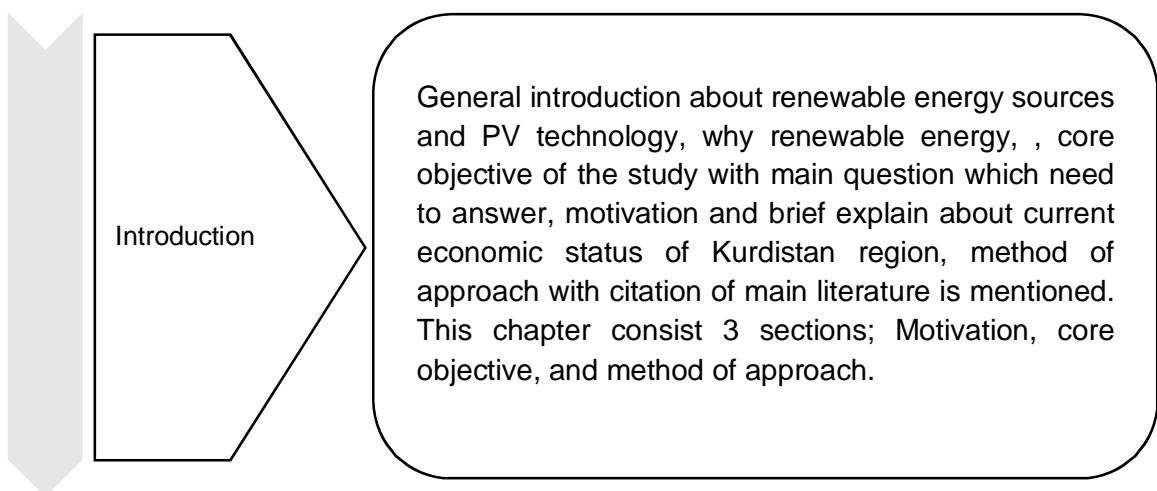 Introduction
General introduction about renewable energy sources
and PV technology, why renewable energy, , core
objective of the study with main question which need
to answer, motivation and brief explain about current
economic status of Kurdistan region, method of
approach with citation of main literature is mentioned.
This chapter consist 3 sections; Motivation, core
objective, and method of approach.